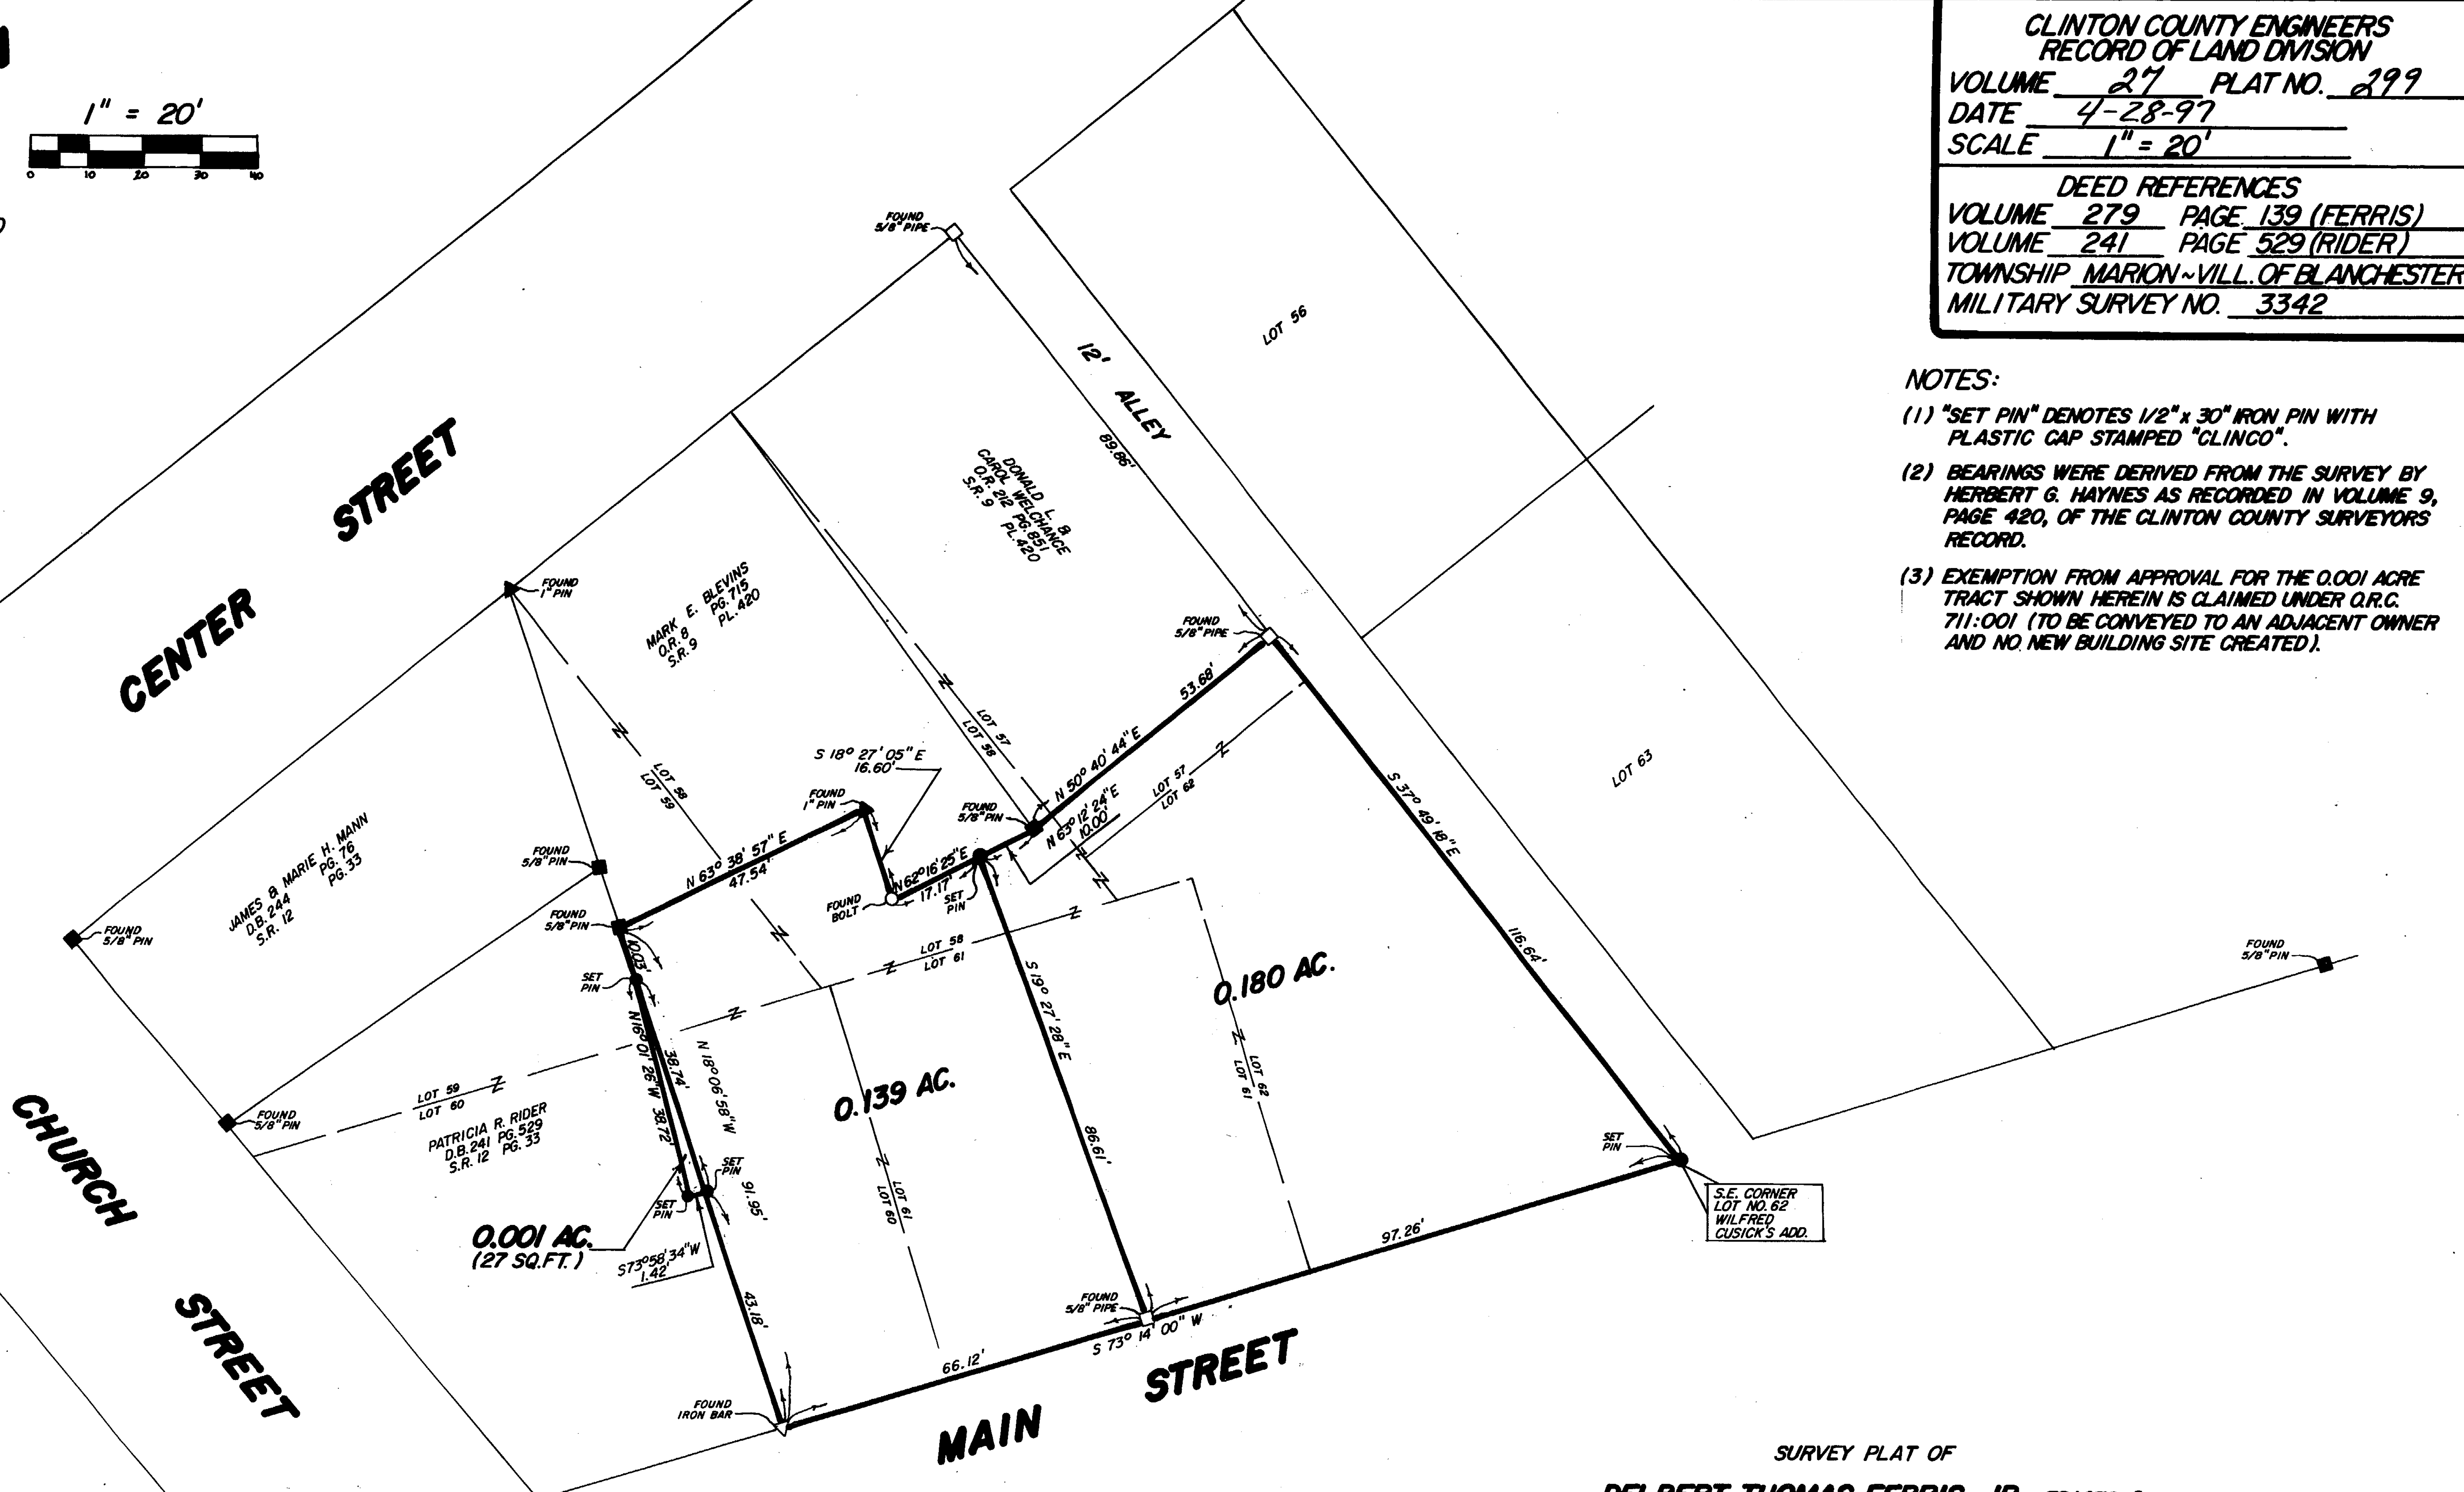 1" = 20'
0 10 20 30 40
CLINTON COUNTY ENGINEERS
RECORD OF LAND DIVISION
VOLUME 27 PLAT NO. 299
DATE 4-28-97
SCALE 1" = 20'
DEED REFERENCES
VOLUME 279 PAGE 139 (FERRIS)
VOLUME 241 PAGE 529 (RIDER)
TOWNSHIP MARION~VILL. OF BLANCHESTER
MILITARY SURVEY NO. 3342
NOTES:
(1) "SET PIN" DENOTES 1/2" x 30" IRON PIN WITH
PLASTIC CAP STAMPED "CLINCO".
(2) BEARINGS WERE DERIVED FROM THE SURVEY BY
HERBERT G. HAYNES AS RECORDED IN VOLUME 9,
PAGE 420, OF THE CLINTON COUNTY SURVEYORS
RECORD.
(3) EXEMPTION FROM APPROVAL FOR THE 0.001 ACRE
TRACT SHOWN HEREIN IS CLAIMED UNDER O.R.C.
711:001 (TO BE CONVEYED TO AN ADJACENT OWNER
AND NO NEW BUILDING SITE CREATED).
FOUND
5/8" PIPE
12' ALLEY
89.86'
LOT 56
CENTER STREET
DONALD L. &
CAROL WELCHANCE
O.R. 212 PG. 851
S.R. 9 PL. 420
FOUND
1" PIN
MARK E. BLEVINS
O.R. 8 PG. 715
S.R. 9 PL. 420
FOUND
5/8" PIPE
53.68'
N 50° 40' 44" E
LOT 57
LOT 58
LOT 57
LOT 62
LOT 58
LOT 59
S 18° 27' 05" E
16.60'
FOUND
1" PIN
FOUND
5/8" PIN
N 63° 12' 24" E
10.00'
S 37° 49' 18" E
116.64'
LOT 63
JAMES & MARIE H. MANN
D.B. 244 PG. 76
S.R. 12 PG. 33
FOUND
5/8" PIN
N 63° 38' 57" E
47.54'
N 62° 16' 25" E
17.17'
FOUND
BOLT
SET
PIN
FOUND
5/8" PIN
FOUND
5/8" PIN
10.03'
SET
PIN
LOT 58
LOT 61
0.180 AC.
FOUND
5/8" PIN
S 19° 27' 28" E
86.61'
N 16° 01' 26" W 38.72'
38.74'
N 18° 06' 58" W
91.95'
0.139 AC.
LOT 62
LOT 61
LOT 59
LOT 60
FOUND
5/8" PIN
PATRICIA R. RIDER
D.B. 241 PG. 529
S.R. 12 PG. 33
SET
PIN
SET
PIN
LOT 61
LOT 60
SET
PIN
S.E. CORNER
LOT NO. 62
WILFRED
CUSICK'S ADD.
0.001 AC.
(27 SQ.FT.)
S 73° 58' 34" W
1.42'
43.18'
97.26'
FOUND
5/8" PIPE
S 73° 14' 00" W
66.12'
FOUND
IRON BAR
CHURCH STREET
MAIN STREET
SURVEY PLAT OF
DELBERT THOMAS FERRIS, JR.